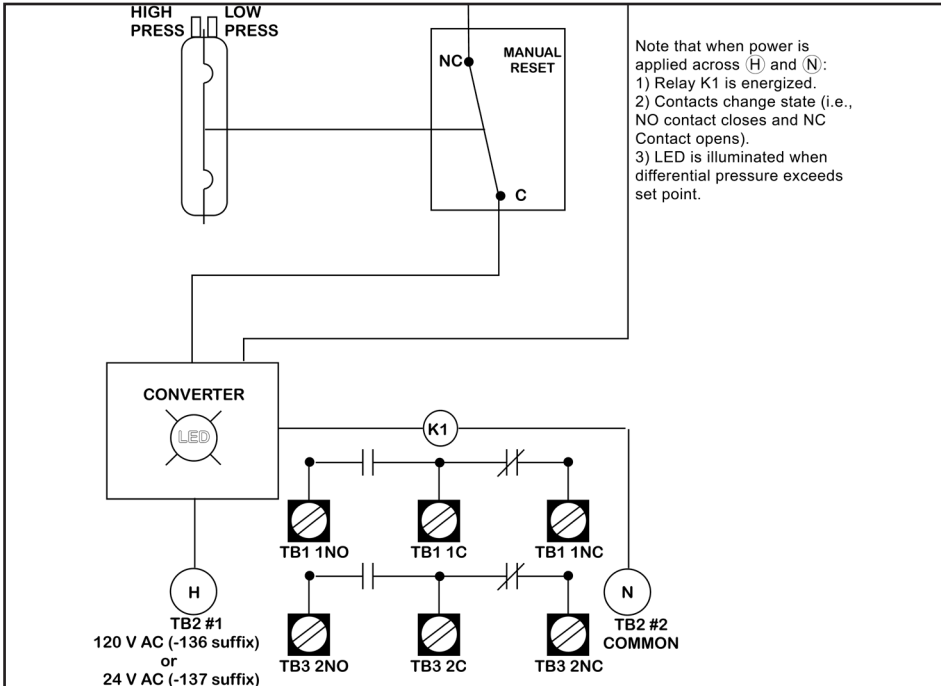 HIGH
PRESS
LOW
PRESS
NC
MANUAL
RESET
C
Note that when power is
applied across Ⓗ and Ⓝ:
1) Relay K1 is energized.
2) Contacts change state (i.e.,
NO contact closes and NC
Contact opens).
3) LED is illuminated when
differential pressure exceeds
set point.
CONVERTER
LED
K1
TB1 1NO
TB1 1C
TB1 1NC
H
TB2 #1
120 V AC (-136 suffix)
or
24 V AC (-137 suffix)
TB3 2NO
TB3 2C
TB3 2NC
N
TB2 #2
COMMON